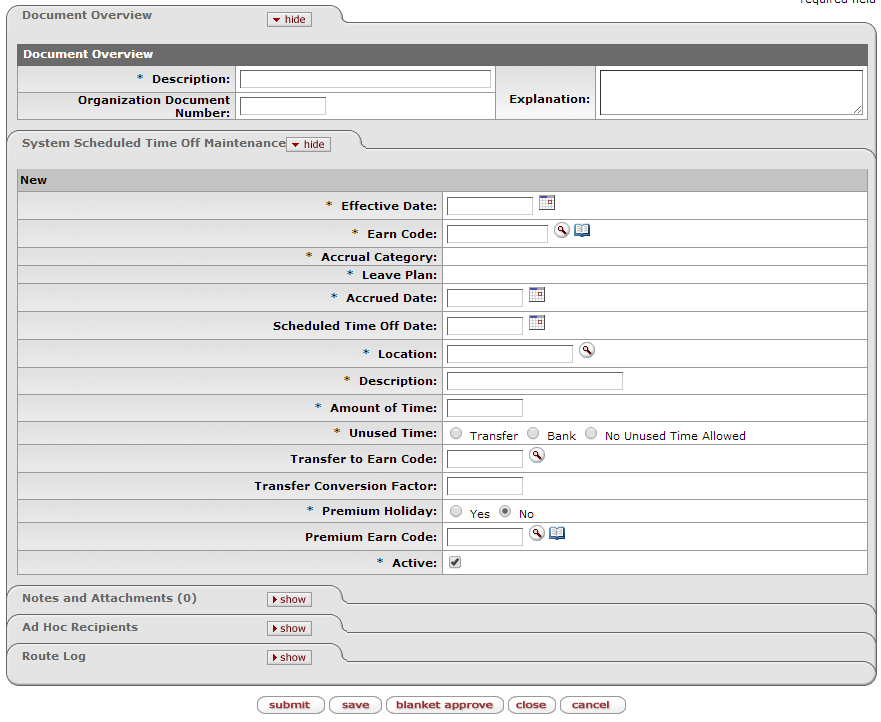 required field
Document Overview hide
Document Overview
* Description:
Organization Document
Number:
Explanation:
System Scheduled Time Off Maintenance hide
New
* Effective Date:
* Earn Code:
* Accrual Category:
* Leave Plan:
* Accrued Date:
Scheduled Time Off Date:
* Location:
* Description:
* Amount of Time:
* Unused Time: Transfer Bank No Unused Time Allowed
Transfer to Earn Code:
Transfer Conversion Factor:
* Premium Holiday: Yes No
Premium Earn Code:
* Active:
Notes and Attachments (0) show
Ad Hoc Recipients show
Route Log show
submit save blanket approve close cancel